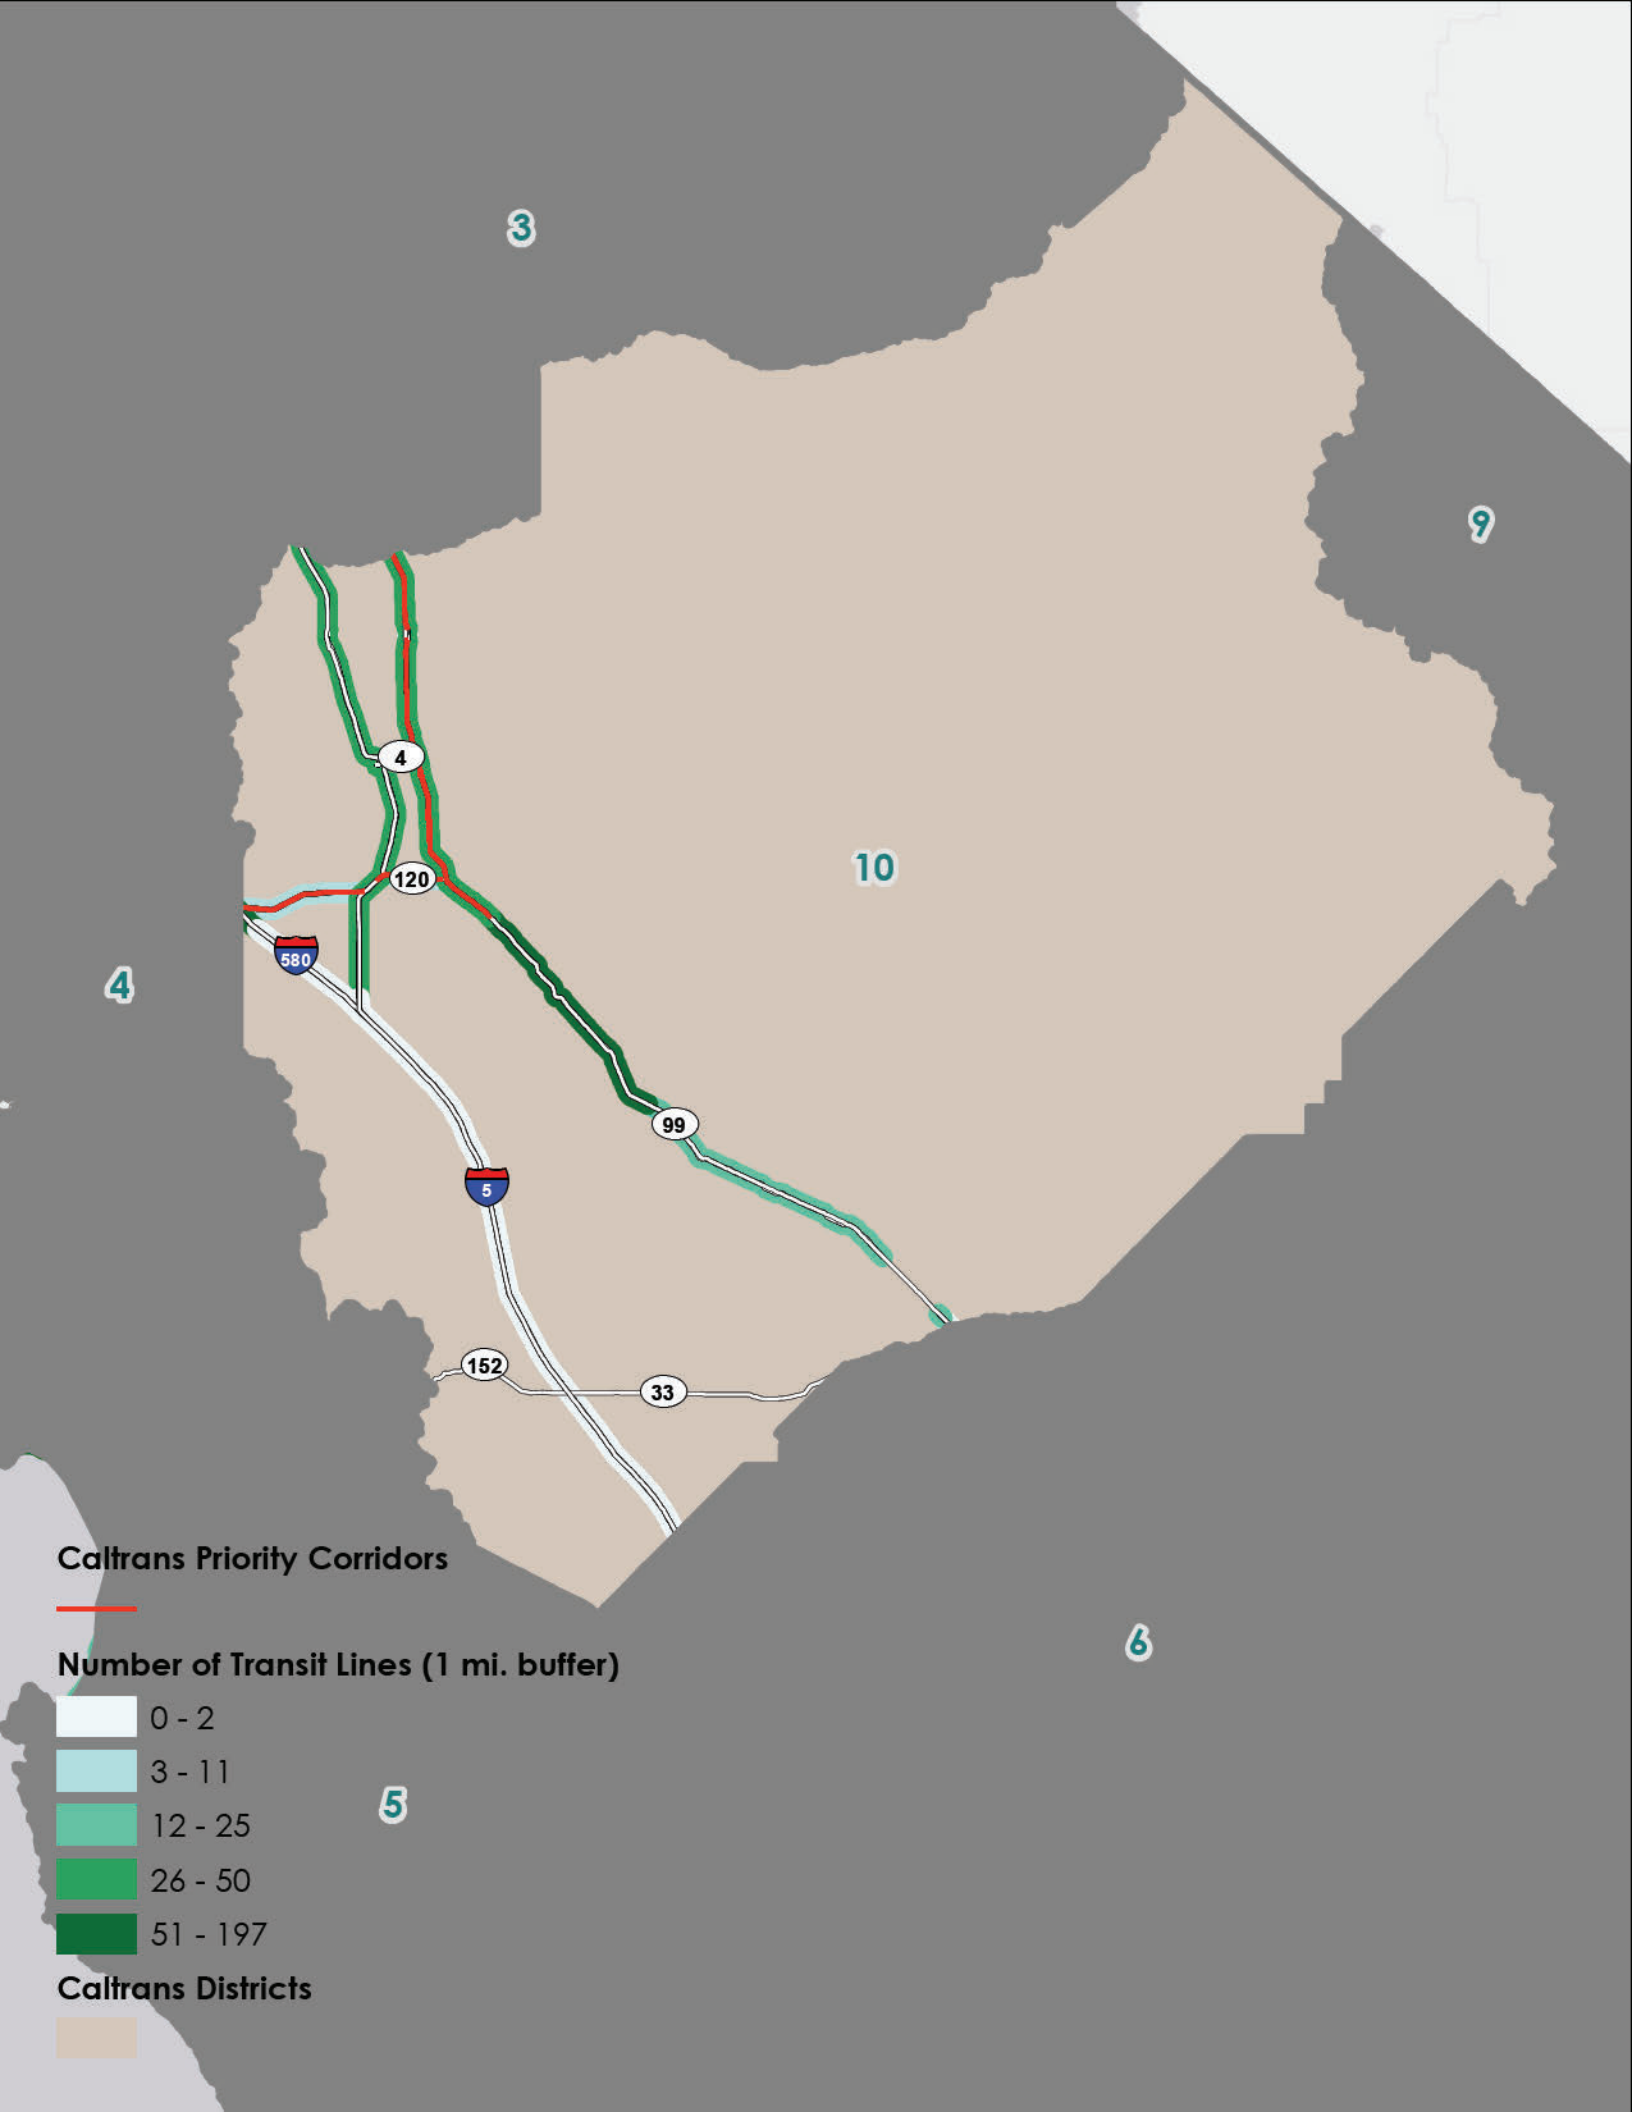 3
9
4
10
120
580
4
99
5
152
33
Caltrans Priority Corridors
6
Number of Transit Lines (1 mi. buffer)
0 - 2
3 - 11
12 - 25
5
26 - 50
51 - 197
Caltrans Districts